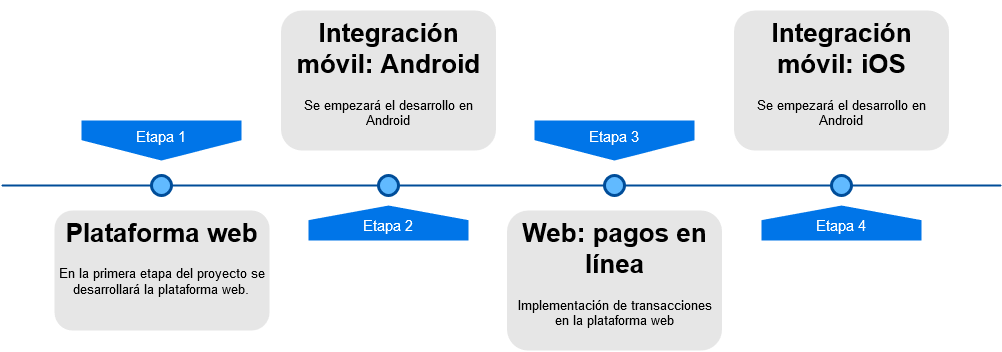 Etapa 1
Plataforma web
En la primera etapa del proyecto se
desarrollará la plataforma web.
Integración
móvil: Android
Se empezará el desarrollo en
Android
Etapa 2
Etapa 3
Web: pagos en
línea
Implementación de transacciones
en la plataforma web
Integración
móvil: iOS
Se empezará el desarrollo en
Android
Etapa 4